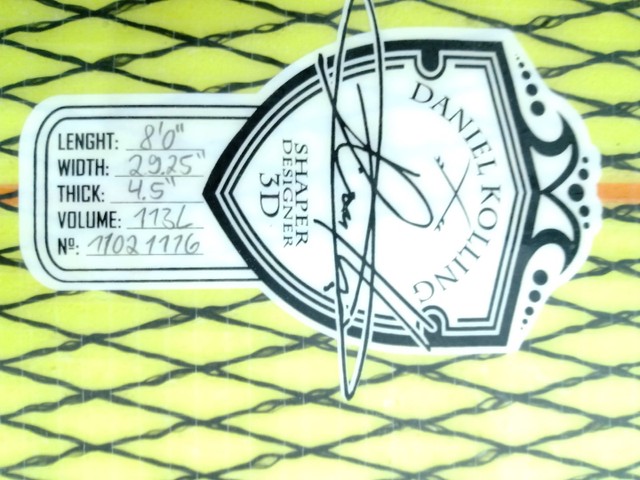 LENGHT: 8'0"
WIDTH: 29.25"
THICK: 4.5"
VOLUME: 113L
Nº: 11021116
DANIEL KOLLING
SHAPER
DESIGNER
3D